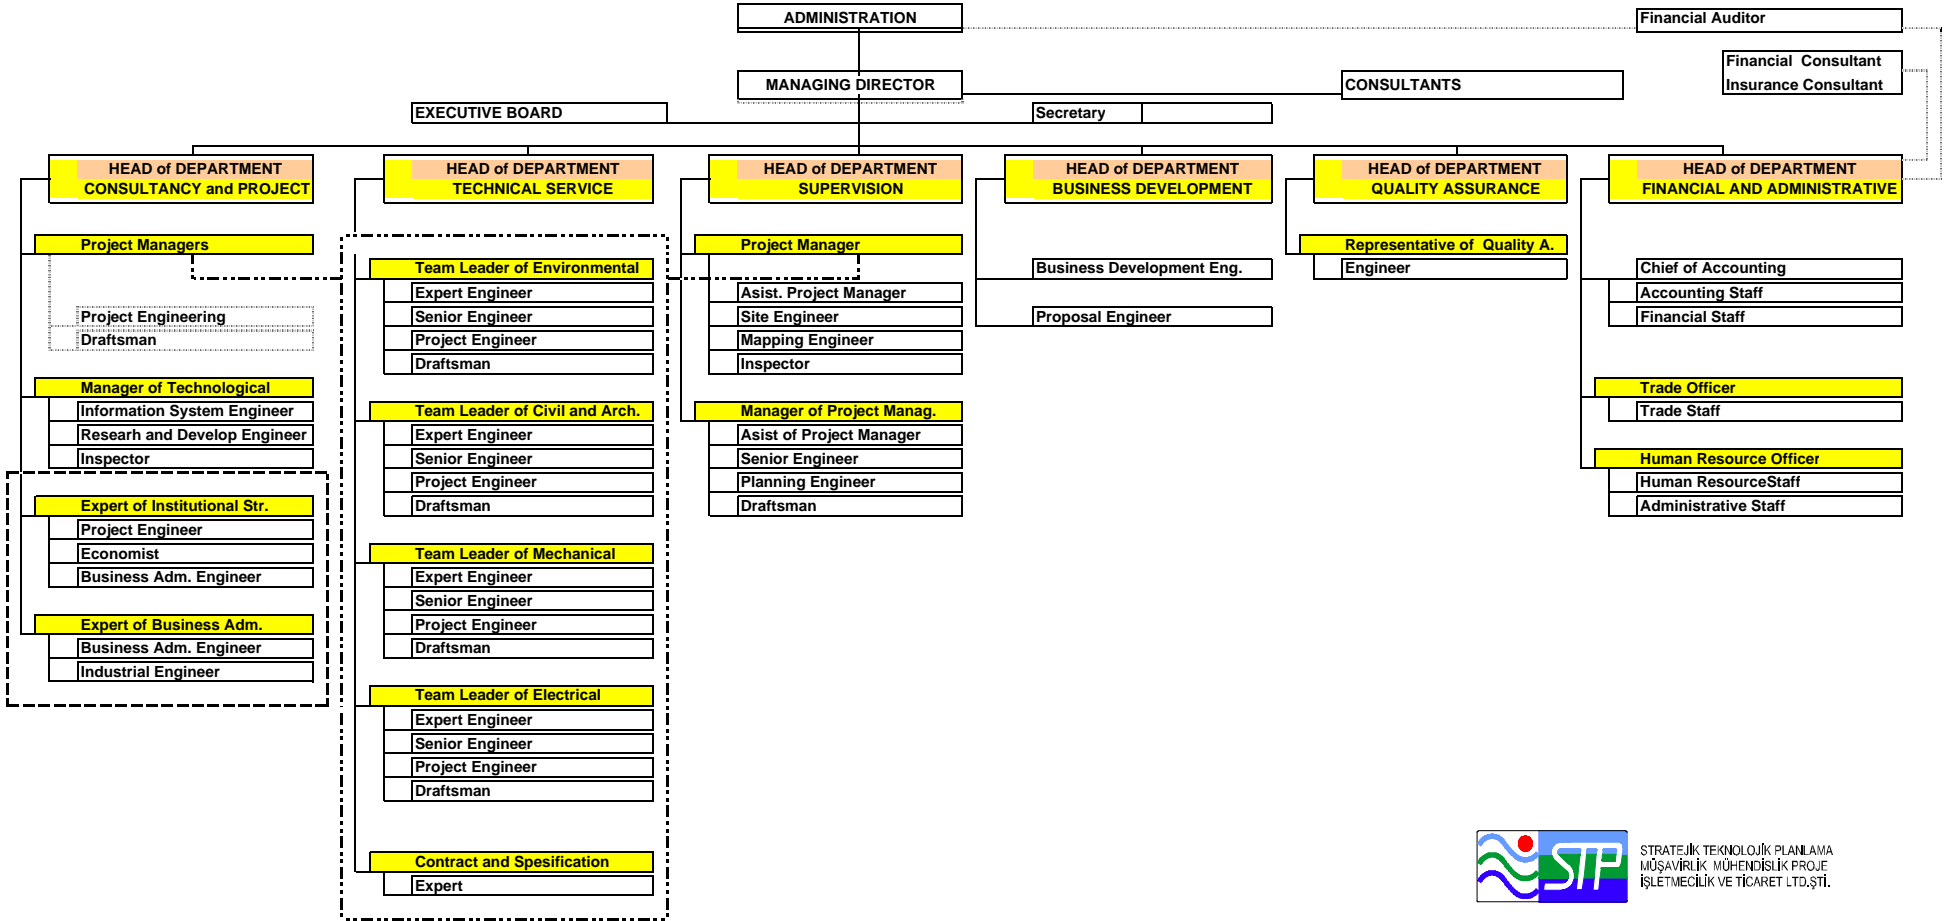 ADMINISTRATION
Financial Auditor
Financial  Consultant
Insurance Consultant
MANAGING DIRECTOR
CONSULTANTS
EXECUTIVE BOARD
Secretary
HEAD of DEPARTMENT
CONSULTANCY and PROJECT
HEAD of DEPARTMENT
TECHNICAL SERVICE
HEAD of DEPARTMENT
SUPERVISION
HEAD of DEPARTMENT
BUSINESS DEVELOPMENT
HEAD of DEPARTMENT
QUALITY ASSURANCE
HEAD of DEPARTMENT
FINANCIAL AND ADMINISTRATIVE
Project Managers
Project Engineering
Draftsman
Manager of Technological
Information System Engineer
Researh and Develop Engineer
Inspector
Expert of Institutional Str.
Project Engineer
Economist
Business Adm. Engineer
Expert of Business Adm.
Business Adm. Engineer
Industrial Engineer
Team Leader of Environmental
Expert Engineer
Senior Engineer
Project Engineer
Draftsman
Team Leader of Civil and Arch.
Expert Engineer
Senior Engineer
Project Engineer
Draftsman
Team Leader of Mechanical
Expert Engineer
Senior Engineer
Project Engineer
Draftsman
Team Leader of Electrical
Expert Engineer
Senior Engineer
Project Engineer
Draftsman
Contract and Spesification
Expert
Project Manager
Asist. Project Manager
Site Engineer
Mapping Engineer
Inspector
Manager of Project Manag.
Asist of Project Manager
Senior Engineer
Planning Engineer
Draftsman
Business Development Eng.
Proposal Engineer
Representative of  Quality A.
Engineer
Chief of Accounting
Accounting Staff
Financial Staff
Trade Officer
Trade Staff
Human Resource Officer
Human ResourceStaff
Administrative Staff
STP
STRATEJİK TEKNOLOJİK PLANLAMA
MÜŞAVİRLİK  MÜHENDİSLİK PROJE
İŞLETMECİLİK VE TİCARET LTD.ŞTİ.